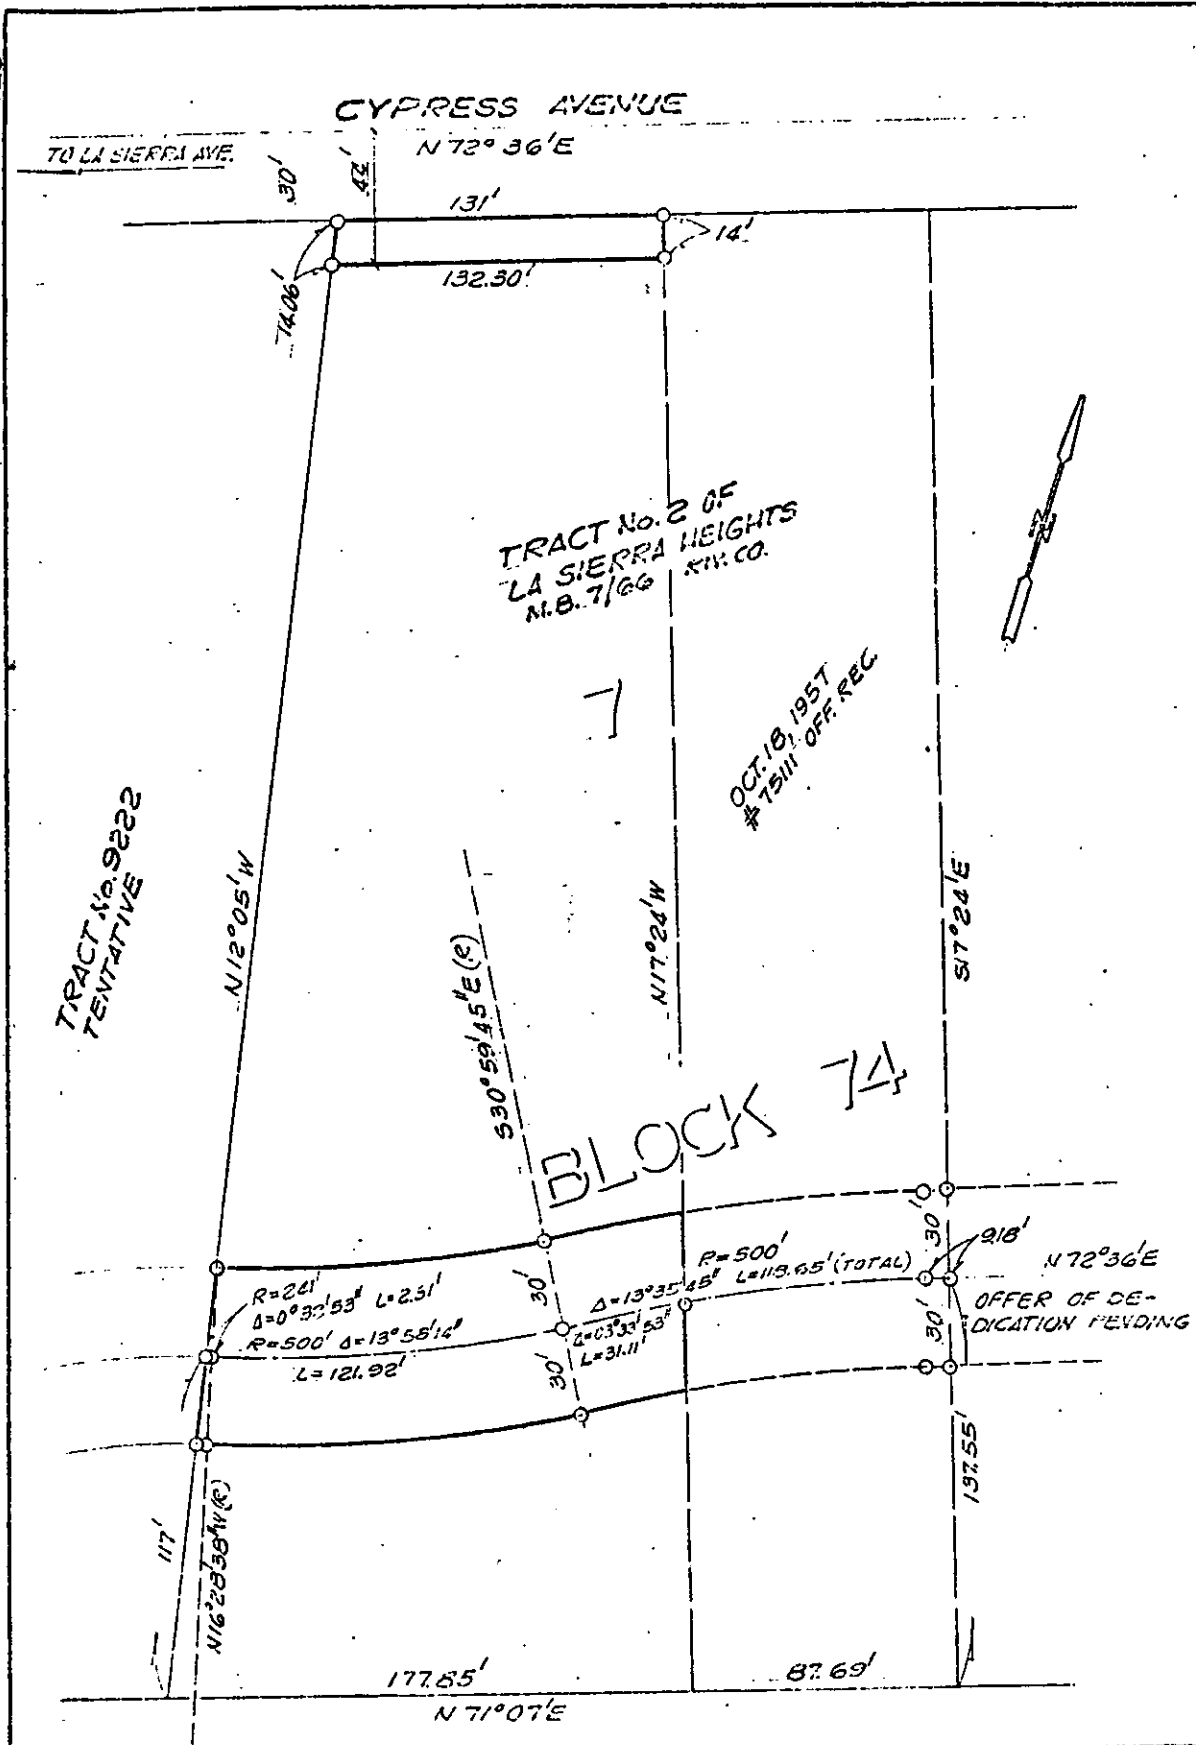 CYPRESS AVENUE
TO LA SIERRA AVE.
N 72° 36' E
30'
44'
131'
14'
132.30'
14.06'
TRACT No. 2 OF
LA SIERRA HEIGHTS
M.B. 7/66 RIV. CO.
7
OCT. 18, 1957
# 75111 OFF. REC.
TRACT No. 9222
TENTATIVE
N 12° 05' W
S 30° 59' 45" E (R)
N 17° 24' W
S 17° 24' E
BLOCK 74
R=241'
Δ=0° 32' 53" L=2.31'
R=500' Δ=13° 58' 14"
L=121.92'
30'
30'
R=500'
Δ=13° 35' 45" L=118.65' (TOTAL)
Δ=03° 33' 53"
L=31.11'
30'
30'
9.18'
N 72° 36' E
OFFER OF DE-
DICATION PENDING
137.55'
117'
N 16° 28' 38" W (R)
177.85'
87.69'
N 71° 07' E